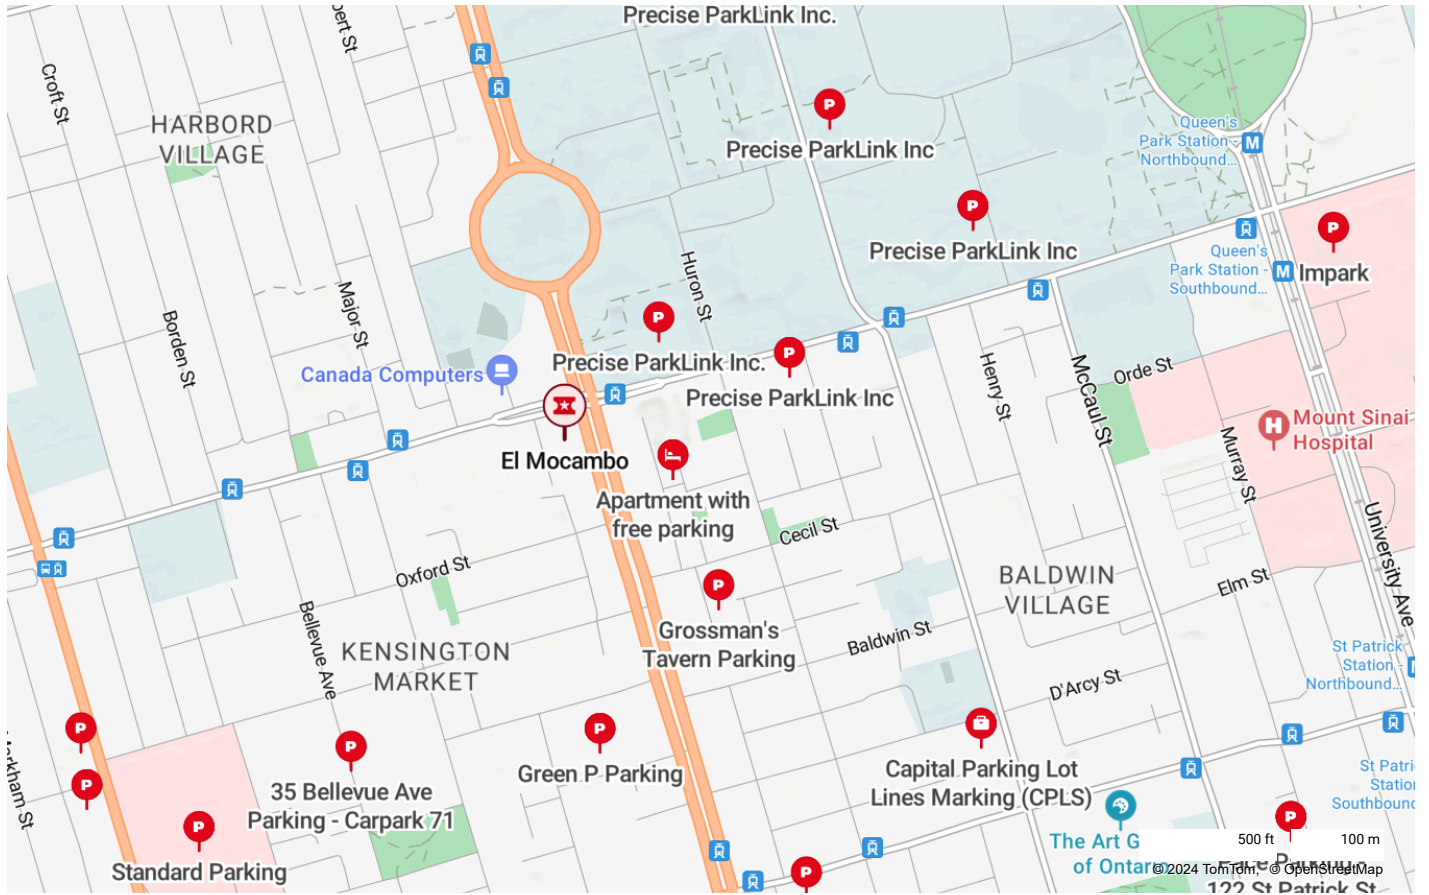 Precise ParkLink Inc.
Croft St
HARBORD
VILLAGE
P
Precise ParkLink Inc
Queen's
Park Station -
Northbound...
M
P
Precise ParkLink Inc
Queen's
Park Station -
Southbound...
M
P
Impark
Huron St
Major St
Borden St
P
Precise ParkLink Inc.
P
Precise ParkLink Inc
Canada Computers
El Mocambo
Henry St
McCaul St
Orde St
H
Mount Sinai
Hospital
Murray St
University Ave
Apartment with
free parking
Cecil St
Oxford St
Bellevue Ave
KENSINGTON
MARKET
P
Grossman's
Tavern Parking
BALDWIN
VILLAGE
Elm St
Baldwin St
D'Arcy St
St Patrick
Station -
Northbound...
P
P
P
35 Bellevue Ave
Parking - Carpark 71
P
Green P Parking
P
Standard Parking
Capital Parking Lot
Lines Marking (CPLS)
The Art G
of Ontario
P
P
500 ft
100 m
© 2024 TomTom, © OpenStreetMap
122 St Patrick St